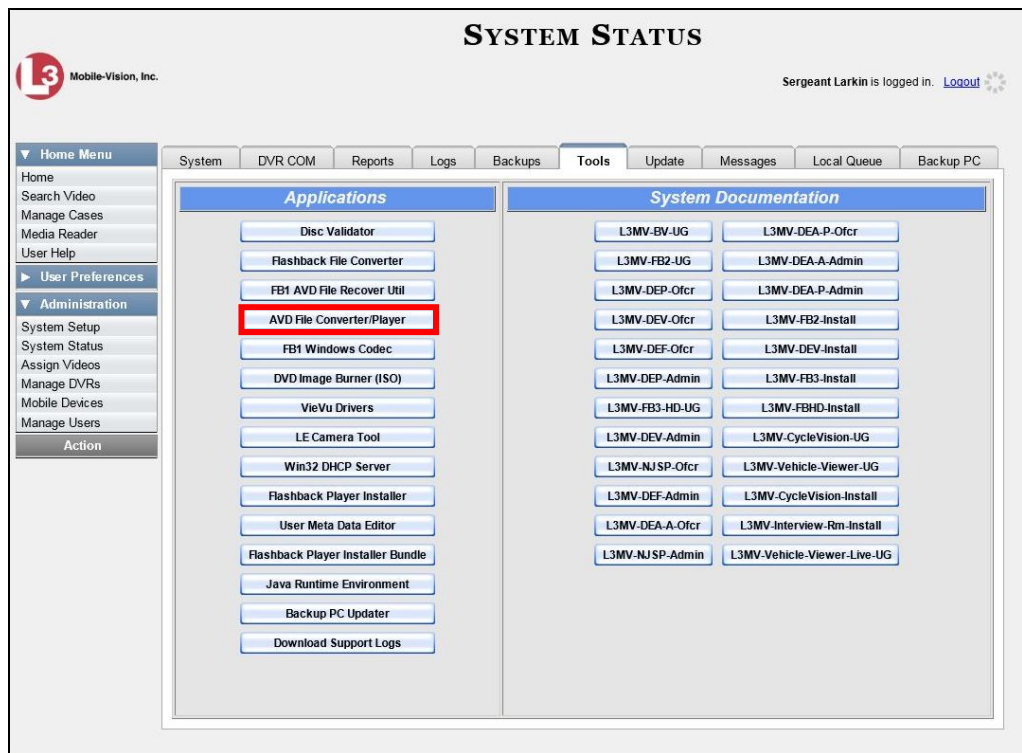 SYSTEM STATUS
L3 Mobile-Vision, Inc.
Sergeant Larkin is logged in. Logout
▼ Home Menu
Home
Search Video
Manage Cases
Media Reader
User Help
► User Preferences
▼ Administration
System Setup
System Status
Assign Videos
Manage DVRs
Mobile Devices
Manage Users
Action
System DVR COM Reports Logs Backups Tools Update Messages Local Queue Backup PC
Applications
Disc Validator
Flashback File Converter
FB1 AVD File Recover Util
AVD File Converter/Player
FB1 Windows Codec
DVD Image Burner (ISO)
VieVu Drivers
LE Camera Tool
Win32 DHCP Server
Flashback Player Installer
User Meta Data Editor
Flashback Player Installer Bundle
Java Runtime Environment
Backup PC Updater
Download Support Logs
System Documentation
L3MV-BV-UG L3MV-DEA-P-Ofcr
L3MV-FB2-UG L3MV-DEA-A-Admin
L3MV-DEP-Ofcr L3MV-DEA-P-Admin
L3MV-DEV-Ofcr L3MV-FB2-Install
L3MV-DEF-Ofcr L3MV-DEV-Install
L3MV-DEP-Admin L3MV-FB3-Install
L3MV-FB3-HD-UG L3MV-FBHD-Install
L3MV-DEV-Admin L3MV-CycleVision-UG
L3MV-NJSP-Ofcr L3MV-Vehicle-Viewer-UG
L3MV-DEF-Admin L3MV-CycleVision-Install
L3MV-DEA-A-Ofcr L3MV-Interview-Rm-Install
L3MV-NJSP-Admin L3MV-Vehicle-Viewer-Live-UG